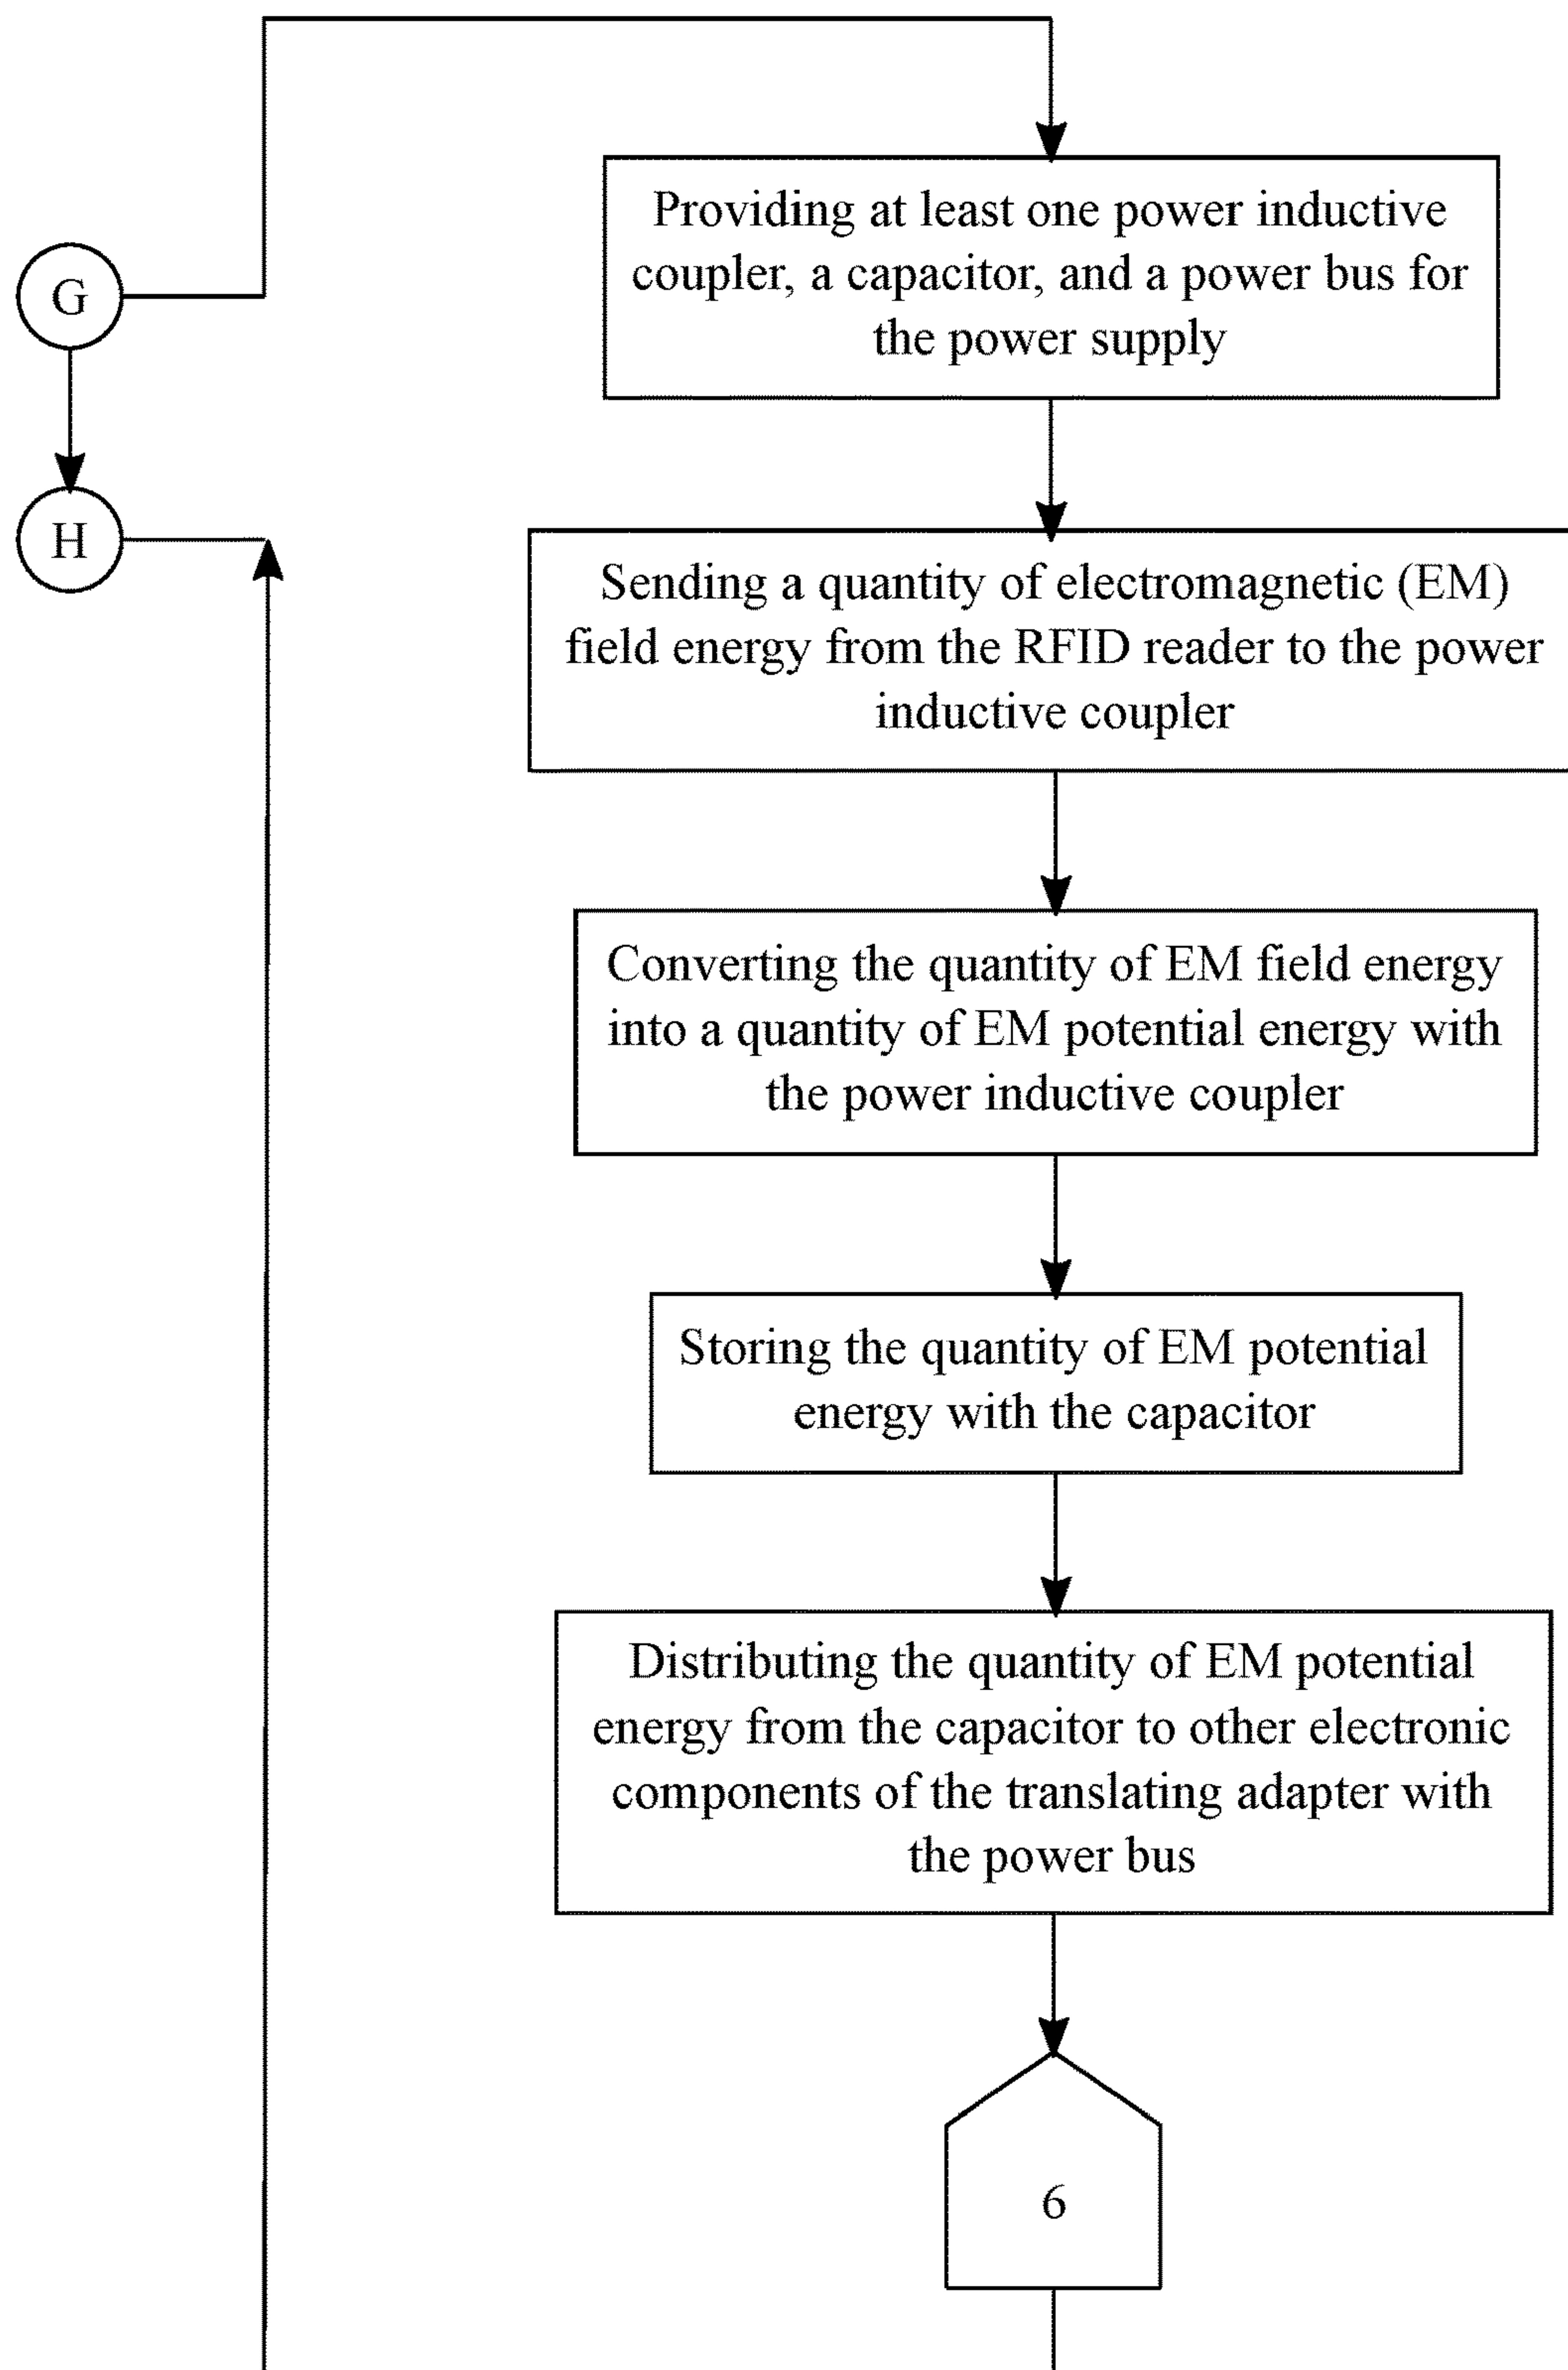 Providing at least one power inductive
coupler, a capacitor, and a power bus for
the power supply
G
H
Sending a quantity of electromagnetic (EM)
field energy from the RFID reader to the power
inductive coupler
Converting the quantity of EM field energy
into a quantity of EM potential energy with
the power inductive coupler
Storing the quantity of EM potential
energy with the capacitor
Distributing the quantity of EM potential
energy from the capacitor to other electronic
components of the translating adapter with
the power bus
6